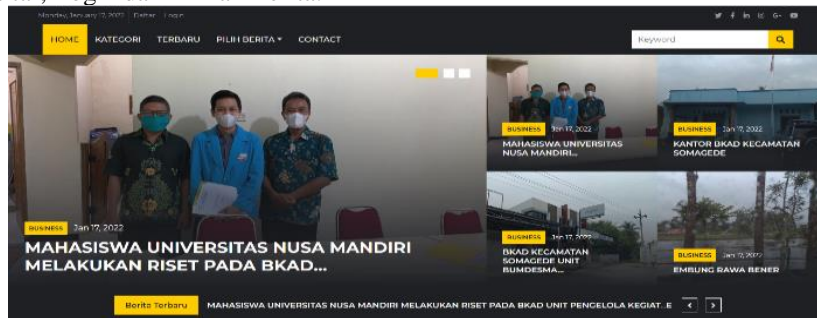 Monday, January 17, 2022 Daftar Login
HOME KATEGORI TERBARU PILIH BERITA CONTACT
Keyword
BUSINESS Jan 17, 2022
MAHASISWA UNIVERSITAS NUSA MANDIRI
MELAKUKAN RISET PADA BKAD...
BUSINESS Jan 17, 2022
MAHASISWA UNIVERSITAS
NUSA MANDIRI...
BUSINESS Jan 17, 2022
KANTOR BKAD KECAMATAN
SOMAGEDE
BUSINESS Jan 17, 2022
BKAD KECAMATAN
SOMAGEDE UNIT
BUMDESMA...
BUSINESS Jan 17, 2022
EMBUNG RAWA BENER
Berita Terbaru MAHASISWA UNIVERSITAS NUSA MANDIRI MELAKUKAN RISET PADA BKAD UNIT PENGELOLA KEGIAT...E